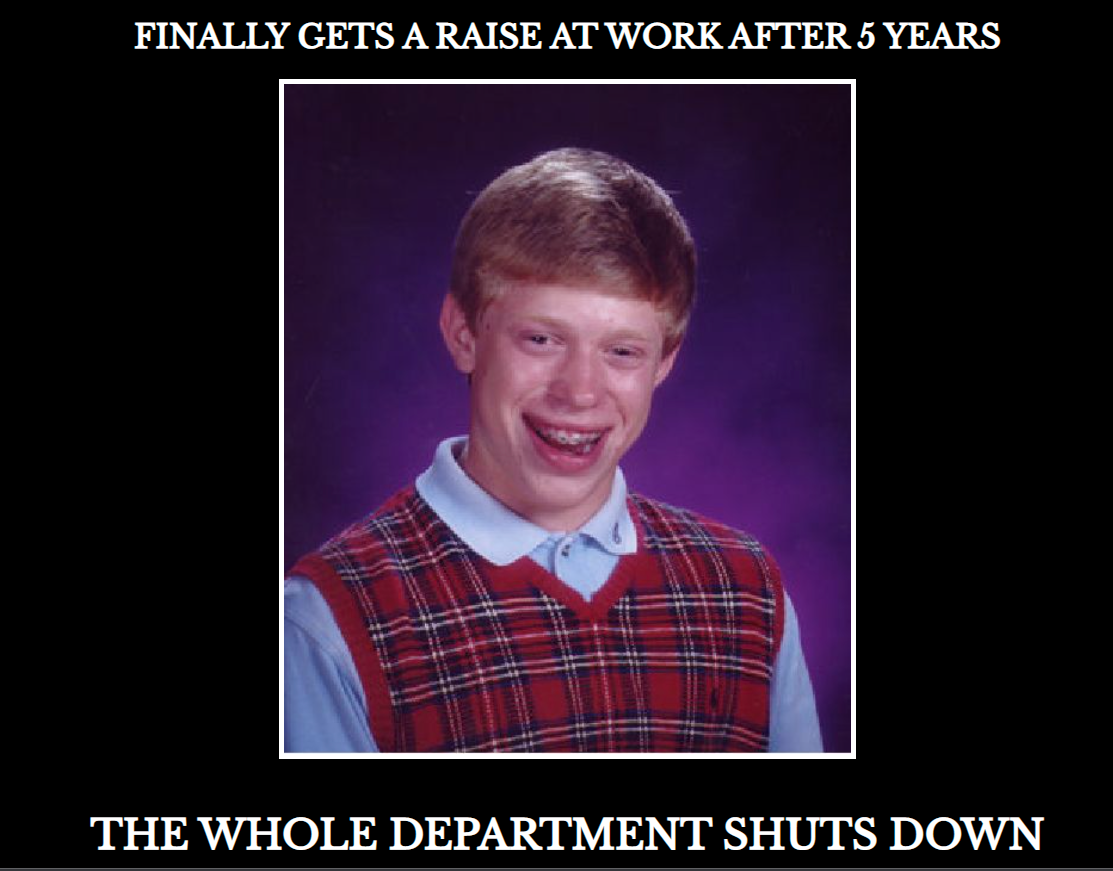 FINALLY GETS A RAISE AT WORK AFTER 5 YEARS
THE WHOLE DEPARTMENT SHUTS DOWN